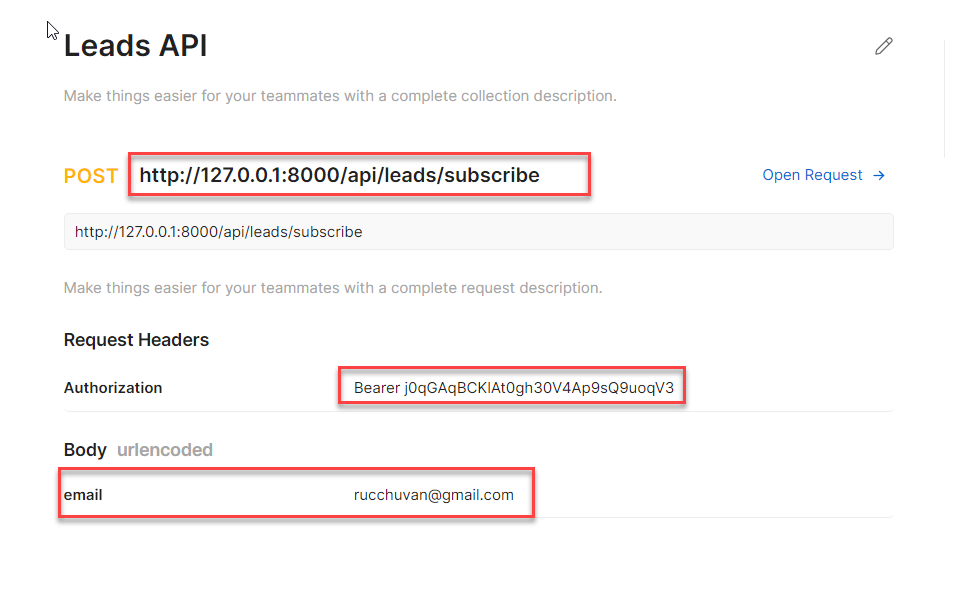 Leads API
Make things easier for your teammates with a complete collection description.
POST http://127.0.0.1:8000/api/leads/subscribe
Open Request →
http://127.0.0.1:8000/api/leads/subscribe
Make things easier for your teammates with a complete request description.
Request Headers
Authorization Bearer j0qGAqBCKlAt0gh30V4Ap9sQ9uoqV3
Body urlencoded
email rucchuvan@gmail.com